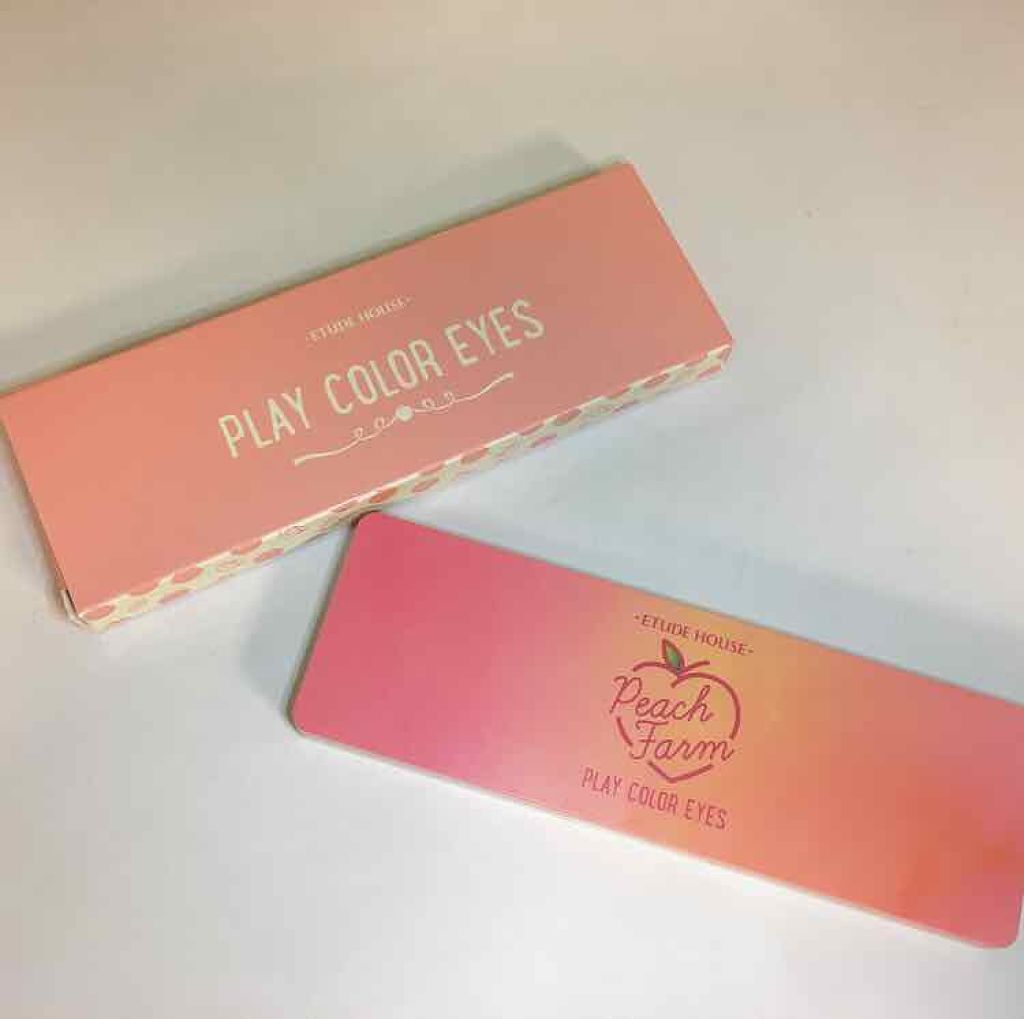 ·ETUDE HOUSE·
PLAY COLOR EYES
·ETUDE HOUSE·
Peach
Farm
PLAY COLOR EYES